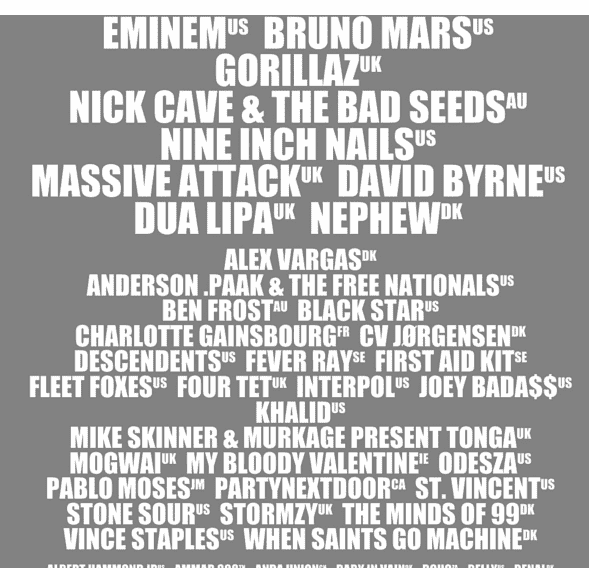 EMINEMUS BRUNO MARSUS
GORILLAZUK
NICK CAVE & THE BAD SEEDSAU
NINE INCH NAILSUS
MASSIVE ATTACKUK DAVID BYRNEUS
DUA LIPAUK NEPHEWDK
ALEX VARGASDK
ANDERSON .PAAK & THE FREE NATIONALSUS
BEN FROSTAU BLACK STARUS
CHARLOTTE GAINSBOURGFR CV JØRGENSENDK
DESCENDENTSUS FEVER RAYSE FIRST AID KITSE
FLEET FOXESUS FOUR TETUK INTERPOLUS JOEY BADA$$US
KHALIDUS
MIKE SKINNER & MURKAGE PRESENT TONGAUK
MOGWAIUK MY BLOODY VALENTINEIE ODESZAUS
PABLO MOSESJM PARTYNEXTDOORCA ST. VINCENTUS
STONE SOURUS STORMZYUK THE MINDS OF 99DK
VINCE STAPLESUS WHEN SAINTS GO MACHINEDK